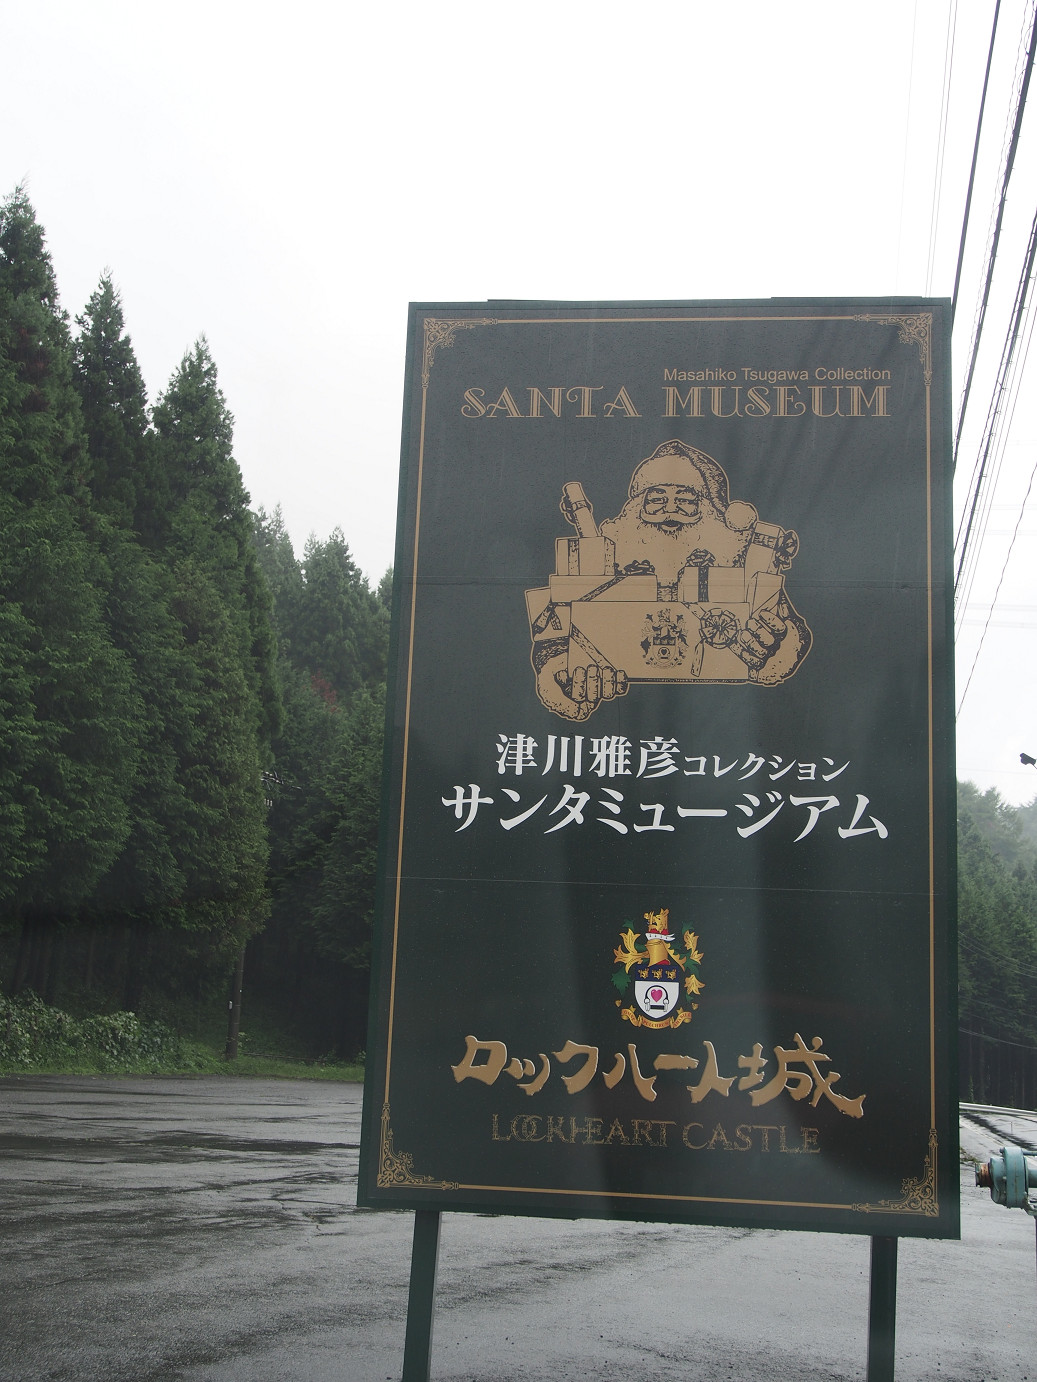 Masahiko Tsugawa Collection
SANTA MUSEUM
津川雅彦コレクション
サンタミュージアム
ロックハート城
LOCKHEART CASTLE